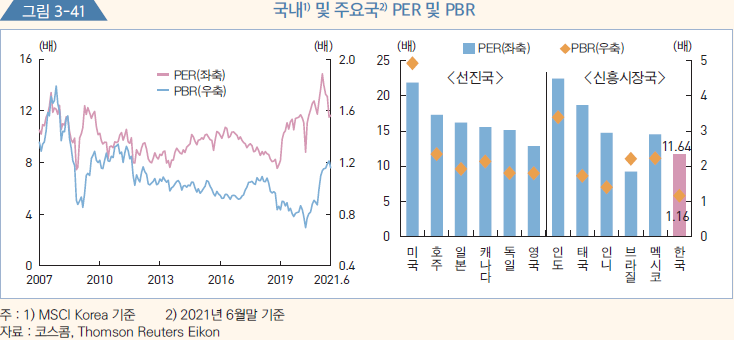 그림 3-41
국내1) 및 주요국2) PER 및 PBR
(배) (배)
16 2.0
PER(좌축)
PBR(우축)
12 1.6
8 1.2
4 0.8
0 0.4
2007 2010 2013 2016 2019 2021.6
(배) PER(좌축) PBR(우축) (배)
25 5
<선진국> <신흥시장국>
20 4
15 3
11.64
10 2
5 1
1.16
0 0
미국 호주 일본 캐나다 독일 영국 인도 태국 인니 브라질 멕시코 한국
주 : 1) MSCI Korea 기준 2) 2021년 6월말 기준
자료 : 코스콤, Thomson Reuters Eikon